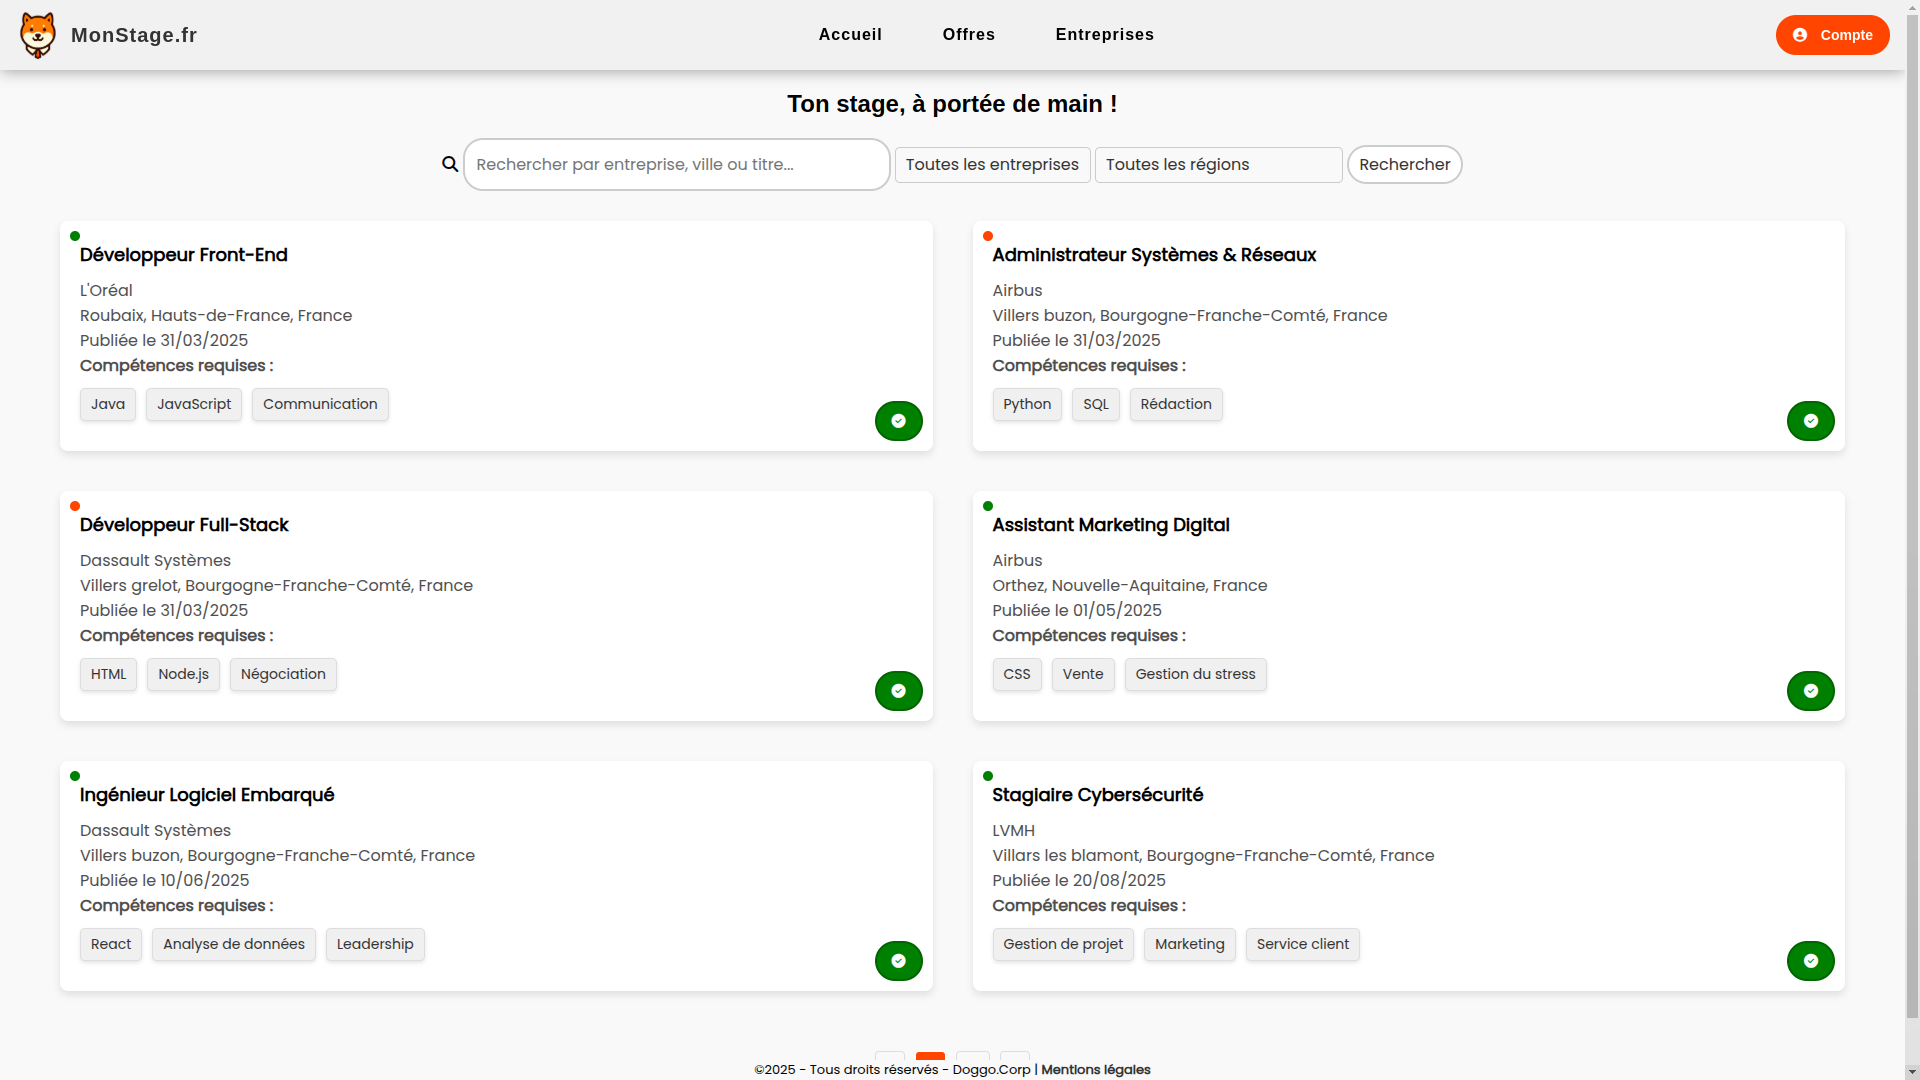 MonStage.fr
Accueil
Offres
Entreprises
Compte
Ton stage, à portée de main !
Rechercher par entreprise, ville ou titre...
Toutes les entreprises
Toutes les régions
Rechercher
Développeur Front-End
L'Oréal
Roubaix, Hauts-de-France, France
Publiée le 31/03/2025
Compétences requises :
Java
JavaScript
Communication
Administrateur Systèmes & Réseaux
Airbus
Villers buzon, Bourgogne-Franche-Comté, France
Publiée le 31/03/2025
Compétences requises :
Python
SQL
Rédaction
Développeur Full-Stack
Dassault Systèmes
Villers grelot, Bourgogne-Franche-Comté, France
Publiée le 31/03/2025
Compétences requises :
HTML
Node.js
Négociation
Assistant Marketing Digital
Airbus
Orthez, Nouvelle-Aquitaine, France
Publiée le 01/05/2025
Compétences requises :
CSS
Vente
Gestion du stress
Ingénieur Logiciel Embarqué
Dassault Systèmes
Villers buzon, Bourgogne-Franche-Comté, France
Publiée le 10/06/2025
Compétences requises :
React
Analyse de données
Leadership
Stagiaire Cybersécurité
LVMH
Villars les blamont, Bourgogne-Franche-Comté, France
Publiée le 20/08/2025
Compétences requises :
Gestion de projet
Marketing
Service client
©2025 - Tous droits réservés - Doggo.Corp | Mentions légales